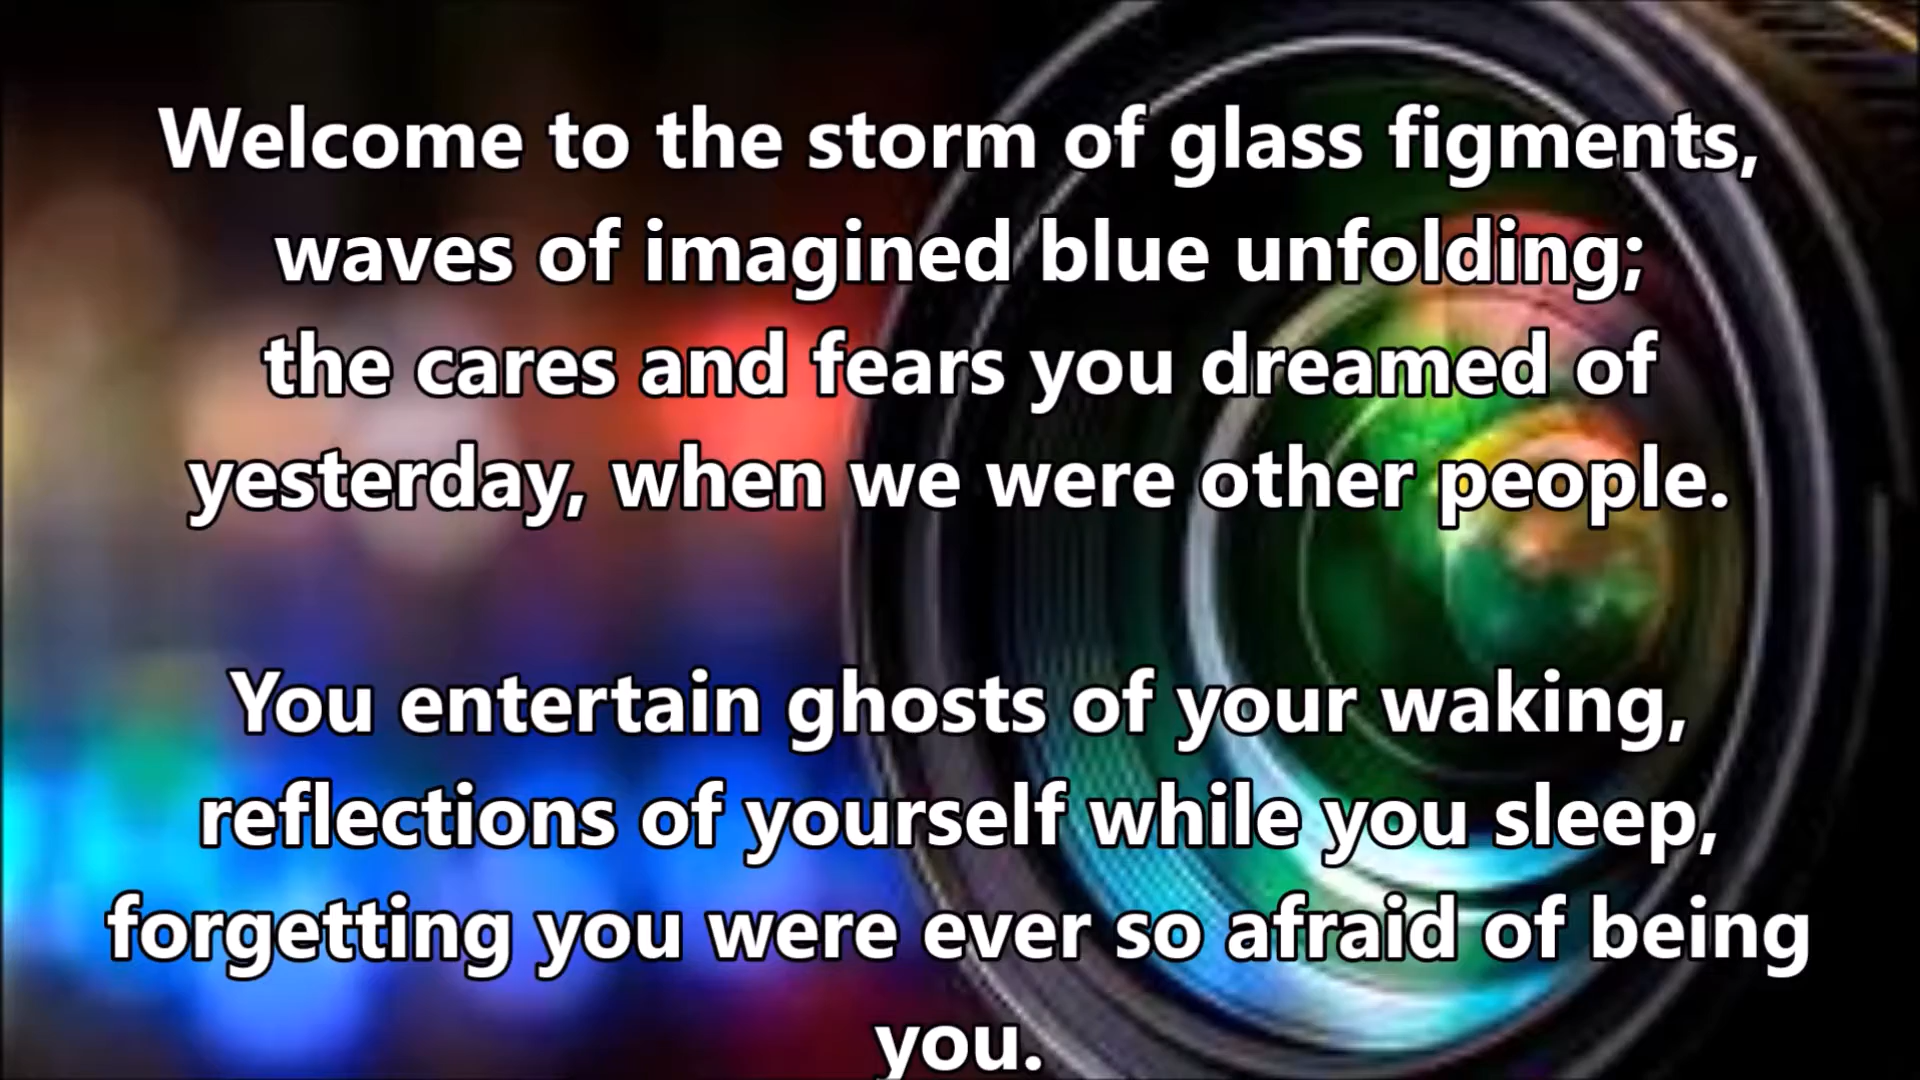 Welcome to the storm of glass figments,
waves of imagined blue unfolding;
the cares and fears you dreamed of
yesterday, when we were other people.
You entertain ghosts of your waking,
reflections of yourself while you sleep,
forgetting you were ever so afraid of being
you.